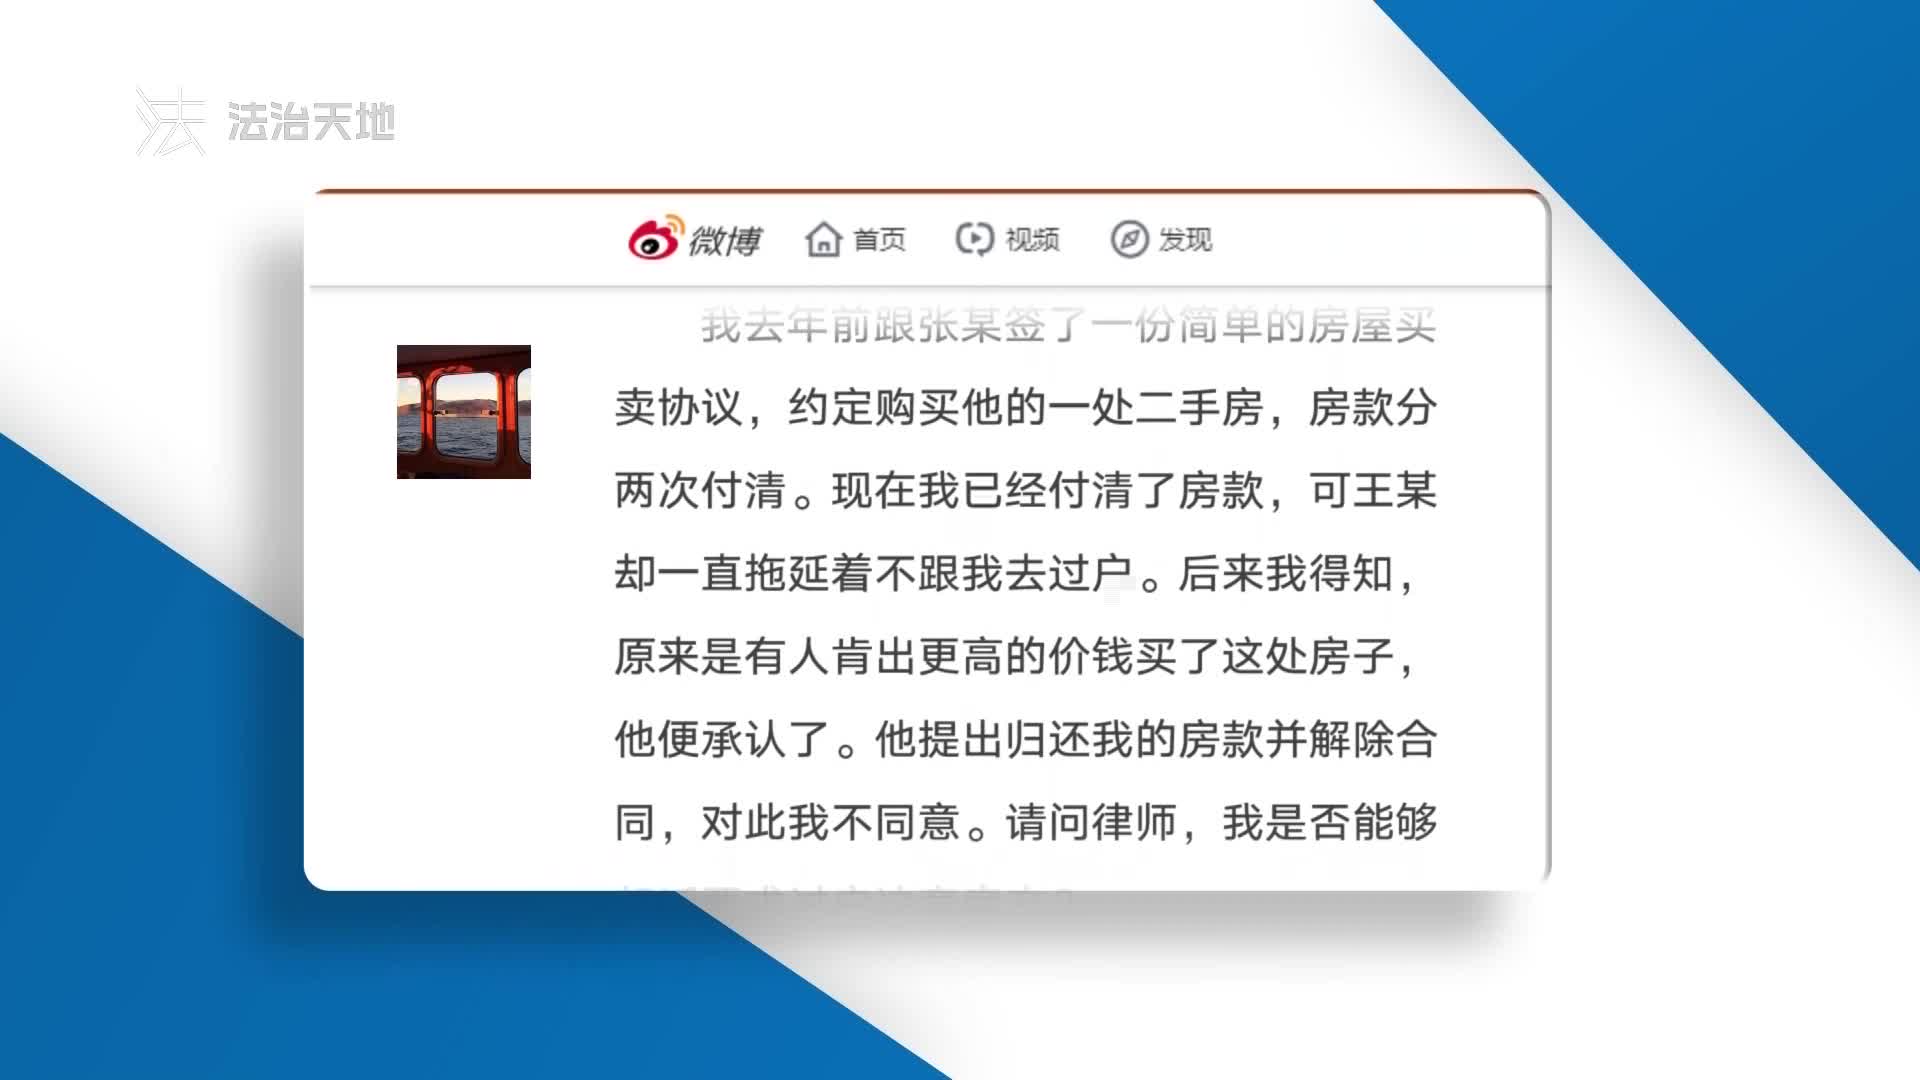 法治天地
微博 首页 视频 发现
我去年前跟张某签了一份简单的房屋买
卖协议，约定购买他的一处二手房，房款分
两次付清。现在我已经付清了房款，可王某
却一直拖延着不跟我去过户。后来我得知，
原来是有人肯出更高的价钱买了这处房子，
他便承认了。他提出归还我的房款并解除合
同，对此我不同意。请问律师，我是否能够